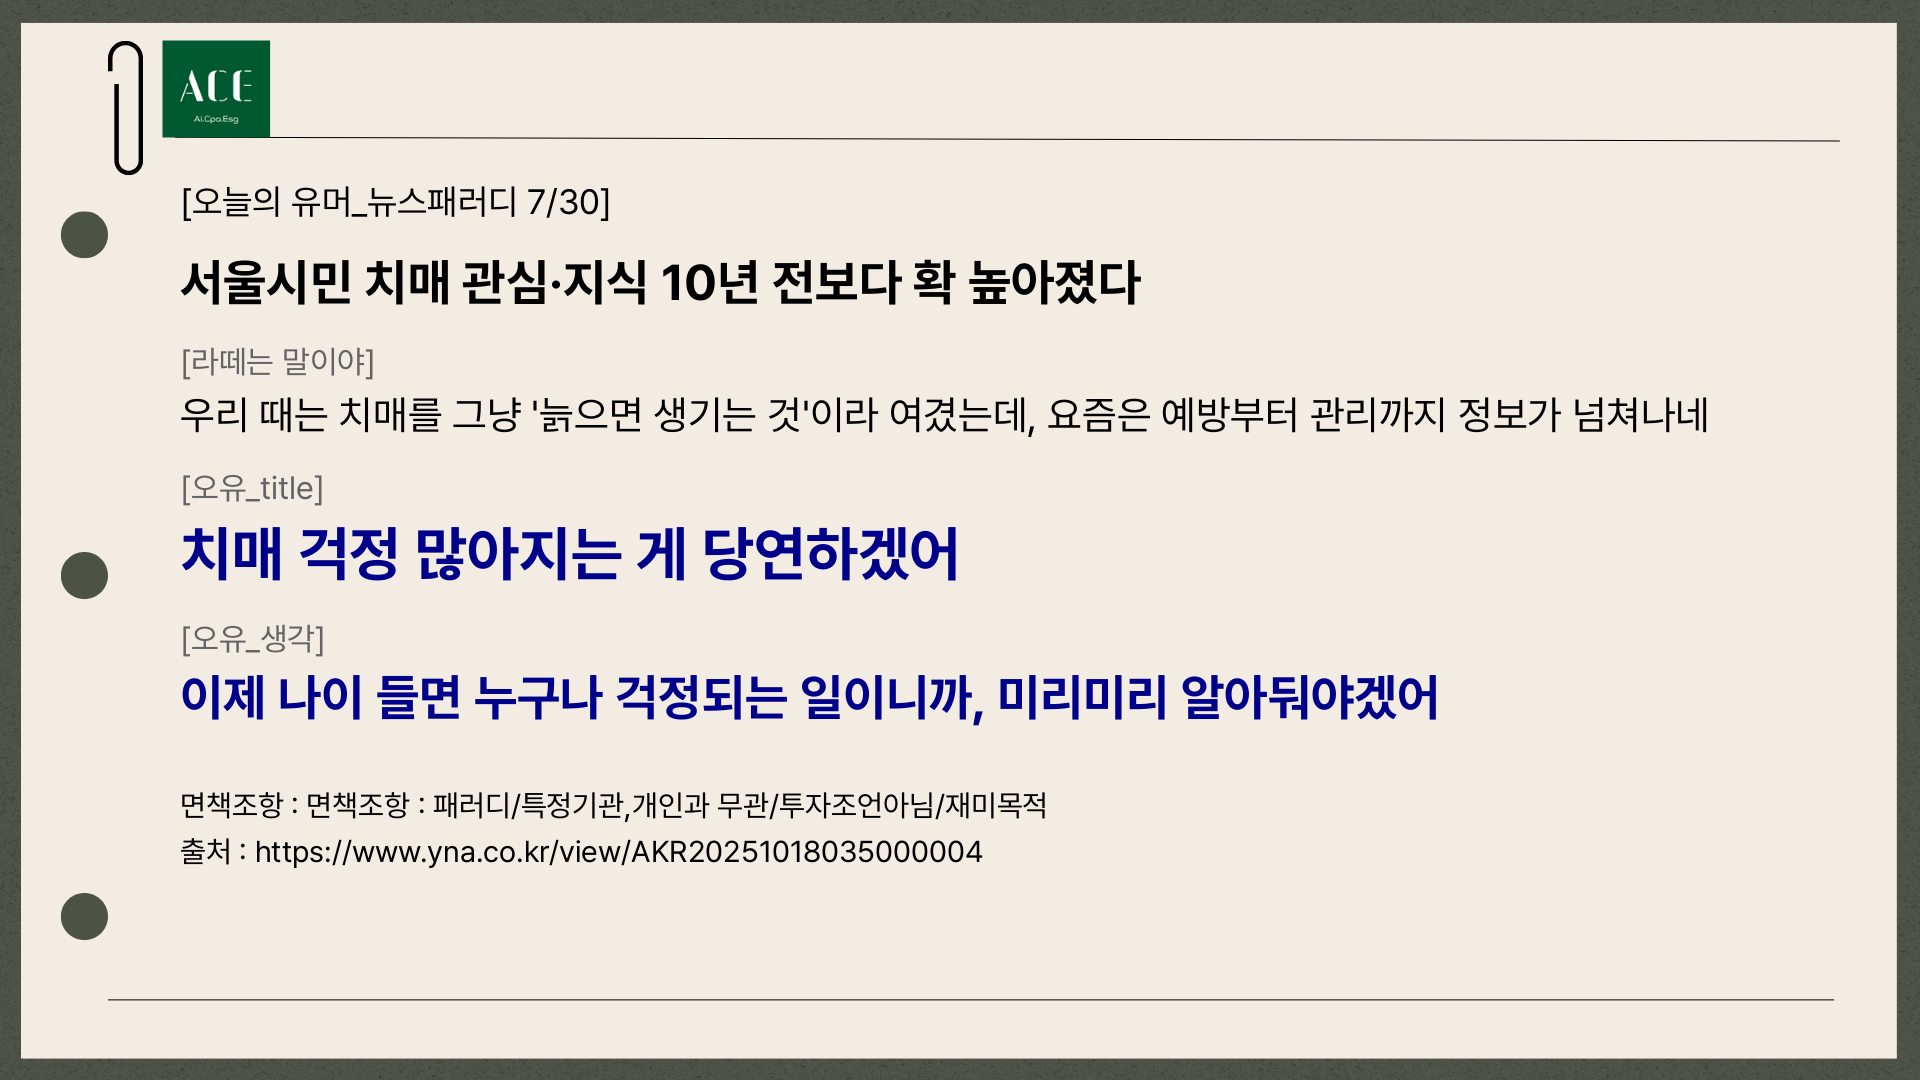 ACE
Ai.Cpa.Esg
[오늘의 유머_뉴스패러디 7/30]
서울시민 치매 관심·지식 10년 전보다 확 높아졌다
[라떼는 말이야]
우리 때는 치매를 그냥 '늙으면 생기는 것'이라 여겼는데, 요즘은 예방부터 관리까지 정보가 넘쳐나네
[오유_title]
치매 걱정 많아지는 게 당연하겠어
[오유_생각]
이제 나이 들면 누구나 걱정되는 일이니까, 미리미리 알아둬야겠어
면책조항 : 면책조항 : 패러디/특정기관,개인과 무관/투자조언아님/재미목적
출처 : https://www.yna.co.kr/view/AKR20251018035000004